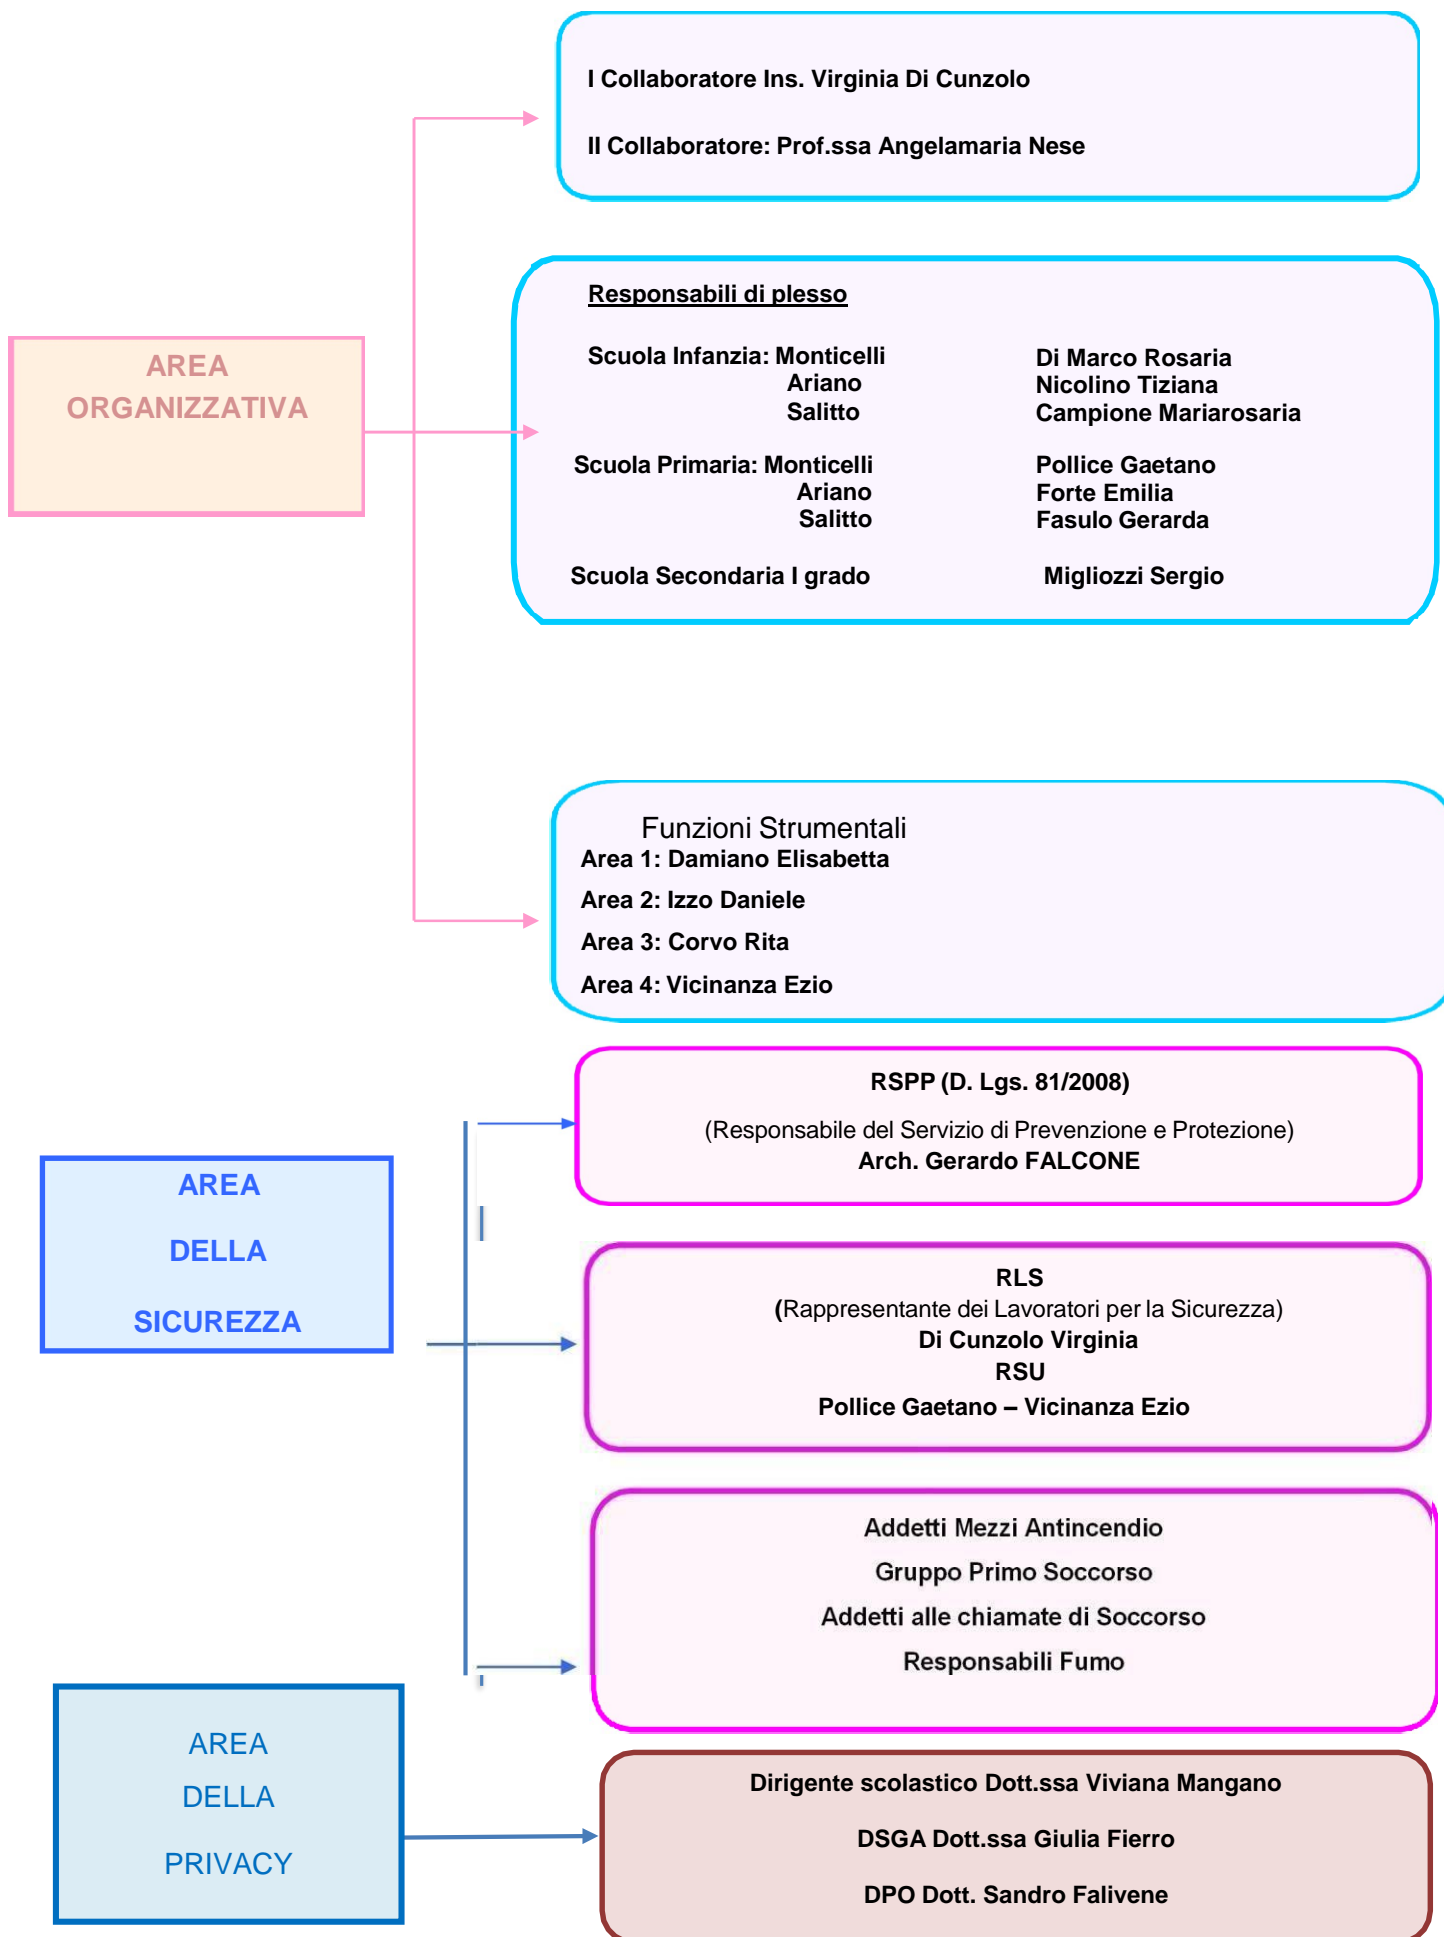 I Collaboratore Ins. Virginia Di Cunzolo
II Collaboratore: Prof.ssa Angelamaria Nese
AREA
ORGANIZZATIVA
Responsabili di plesso
Scuola Infanzia: Monticelli Di Marco Rosaria
Ariano Nicolino Tiziana
Salitto Campione Mariarosaria
Scuola Primaria: Monticelli Pollice Gaetano
Ariano Forte Emilia
Salitto Fasulo Gerarda
Scuola Secondaria I grado Migliozzi Sergio
Funzioni Strumentali
Area 1: Damiano Elisabetta
Area 2: Izzo Daniele
Area 3: Corvo Rita
Area 4: Vicinanza Ezio
AREA
DELLA
SICUREZZA
RSPP (D. Lgs. 81/2008)
(Responsabile del Servizio di Prevenzione e Protezione)
Arch. Gerardo FALCONE
RLS
(Rappresentante dei Lavoratori per la Sicurezza)
Di Cunzolo Virginia
RSU
Pollice Gaetano – Vicinanza Ezio
Addetti Mezzi Antincendio
Gruppo Primo Soccorso
Addetti alle chiamate di Soccorso
Responsabili Fumo
AREA
DELLA
PRIVACY
Dirigente scolastico Dott.ssa Viviana Mangano
DSGA Dott.ssa Giulia Fierro
DPO Dott. Sandro Falivene